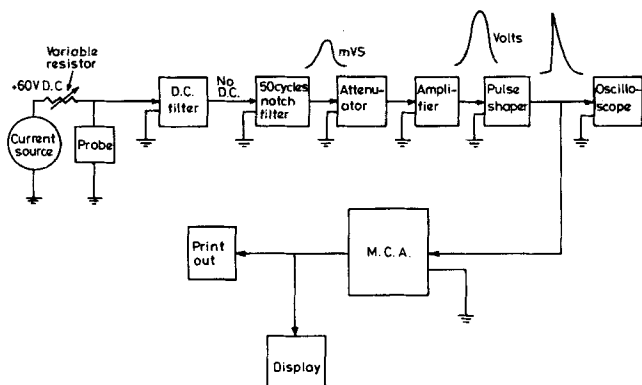 Variable
resistor
+60V D.C
Current
source
Probe
D.C.
filter
No
D.C.
50cycles
notch
filter
mVS
Attenu-
ator
Ampli-
fier
Volts
Pulse
shaper
Oscillo-
scope
Print
out
M.C.A.
Display